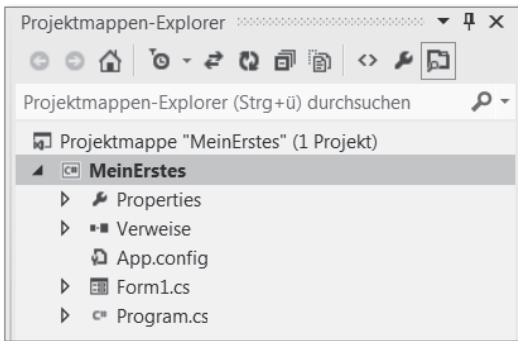 Projektmappen-Explorer
Projektmappen-Explorer (Strg+ü) durchsuchen
Projektmappe "MeinErstes" (1 Projekt)
C# MeinErstes
Properties
Verweise
App.config
Form1.cs
C# Program.cs